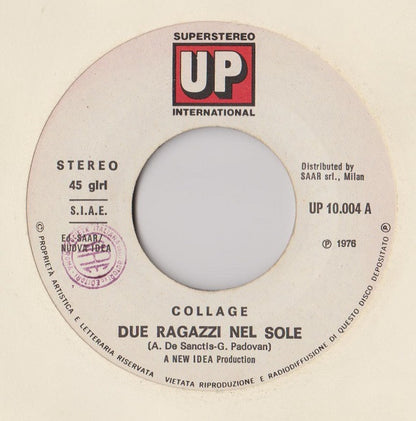 SUPERSTEREO
UP
INTERNATIONAL
STEREO
45 giri
S.I.A.E.
Ed. SAAR/
NUOVA IDEA
Distributed by
SAAR srl., Milan
UP 10.004 A
℗ 1976
COLLAGE
DUE RAGAZZI NEL SOLE
(A. De Sanctis-G. Padovan)
A NEW IDEA Production
© PROPRIETA ARTISTICA E LETTERARIA RISERVATA VIETATA RIPRODUZIONE E RADIODIFFUSIONE DI QUESTO DISCO DEPOSITATO ℗